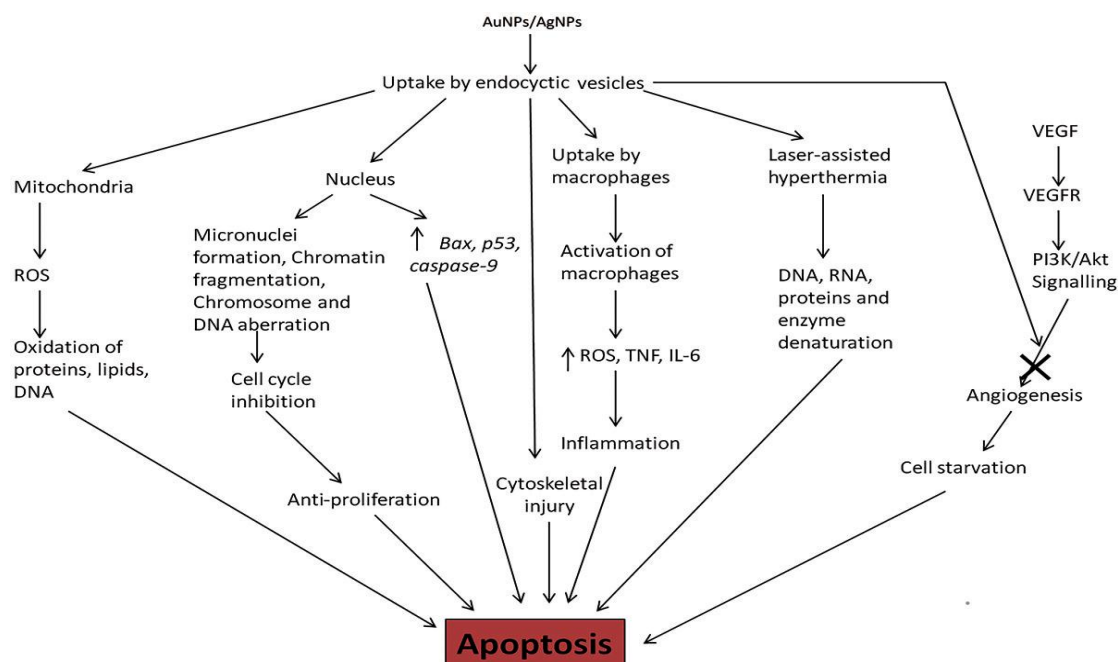 AuNPs/AgNPs
Uptake by endocyctic vesicles
Mitochondria
ROS
Oxidation of
proteins, lipids,
DNA
Nucleus
Micronuclei
formation, Chromatin
fragmentation,
Chromosome and
DNA aberration
Cell cycle
inhibition
Anti-proliferation
Bax, p53,
caspase-9
Cytoskeletal
injury
Uptake by
macrophages
Activation of
macrophages
ROS, TNF, IL-6
Inflammation
Laser-assisted
hyperthermia
DNA, RNA,
proteins and
enzyme
denaturation
VEGF
VEGFR
PI3K/Akt
Signalling
Angiogenesis
Cell starvation
Apoptosis